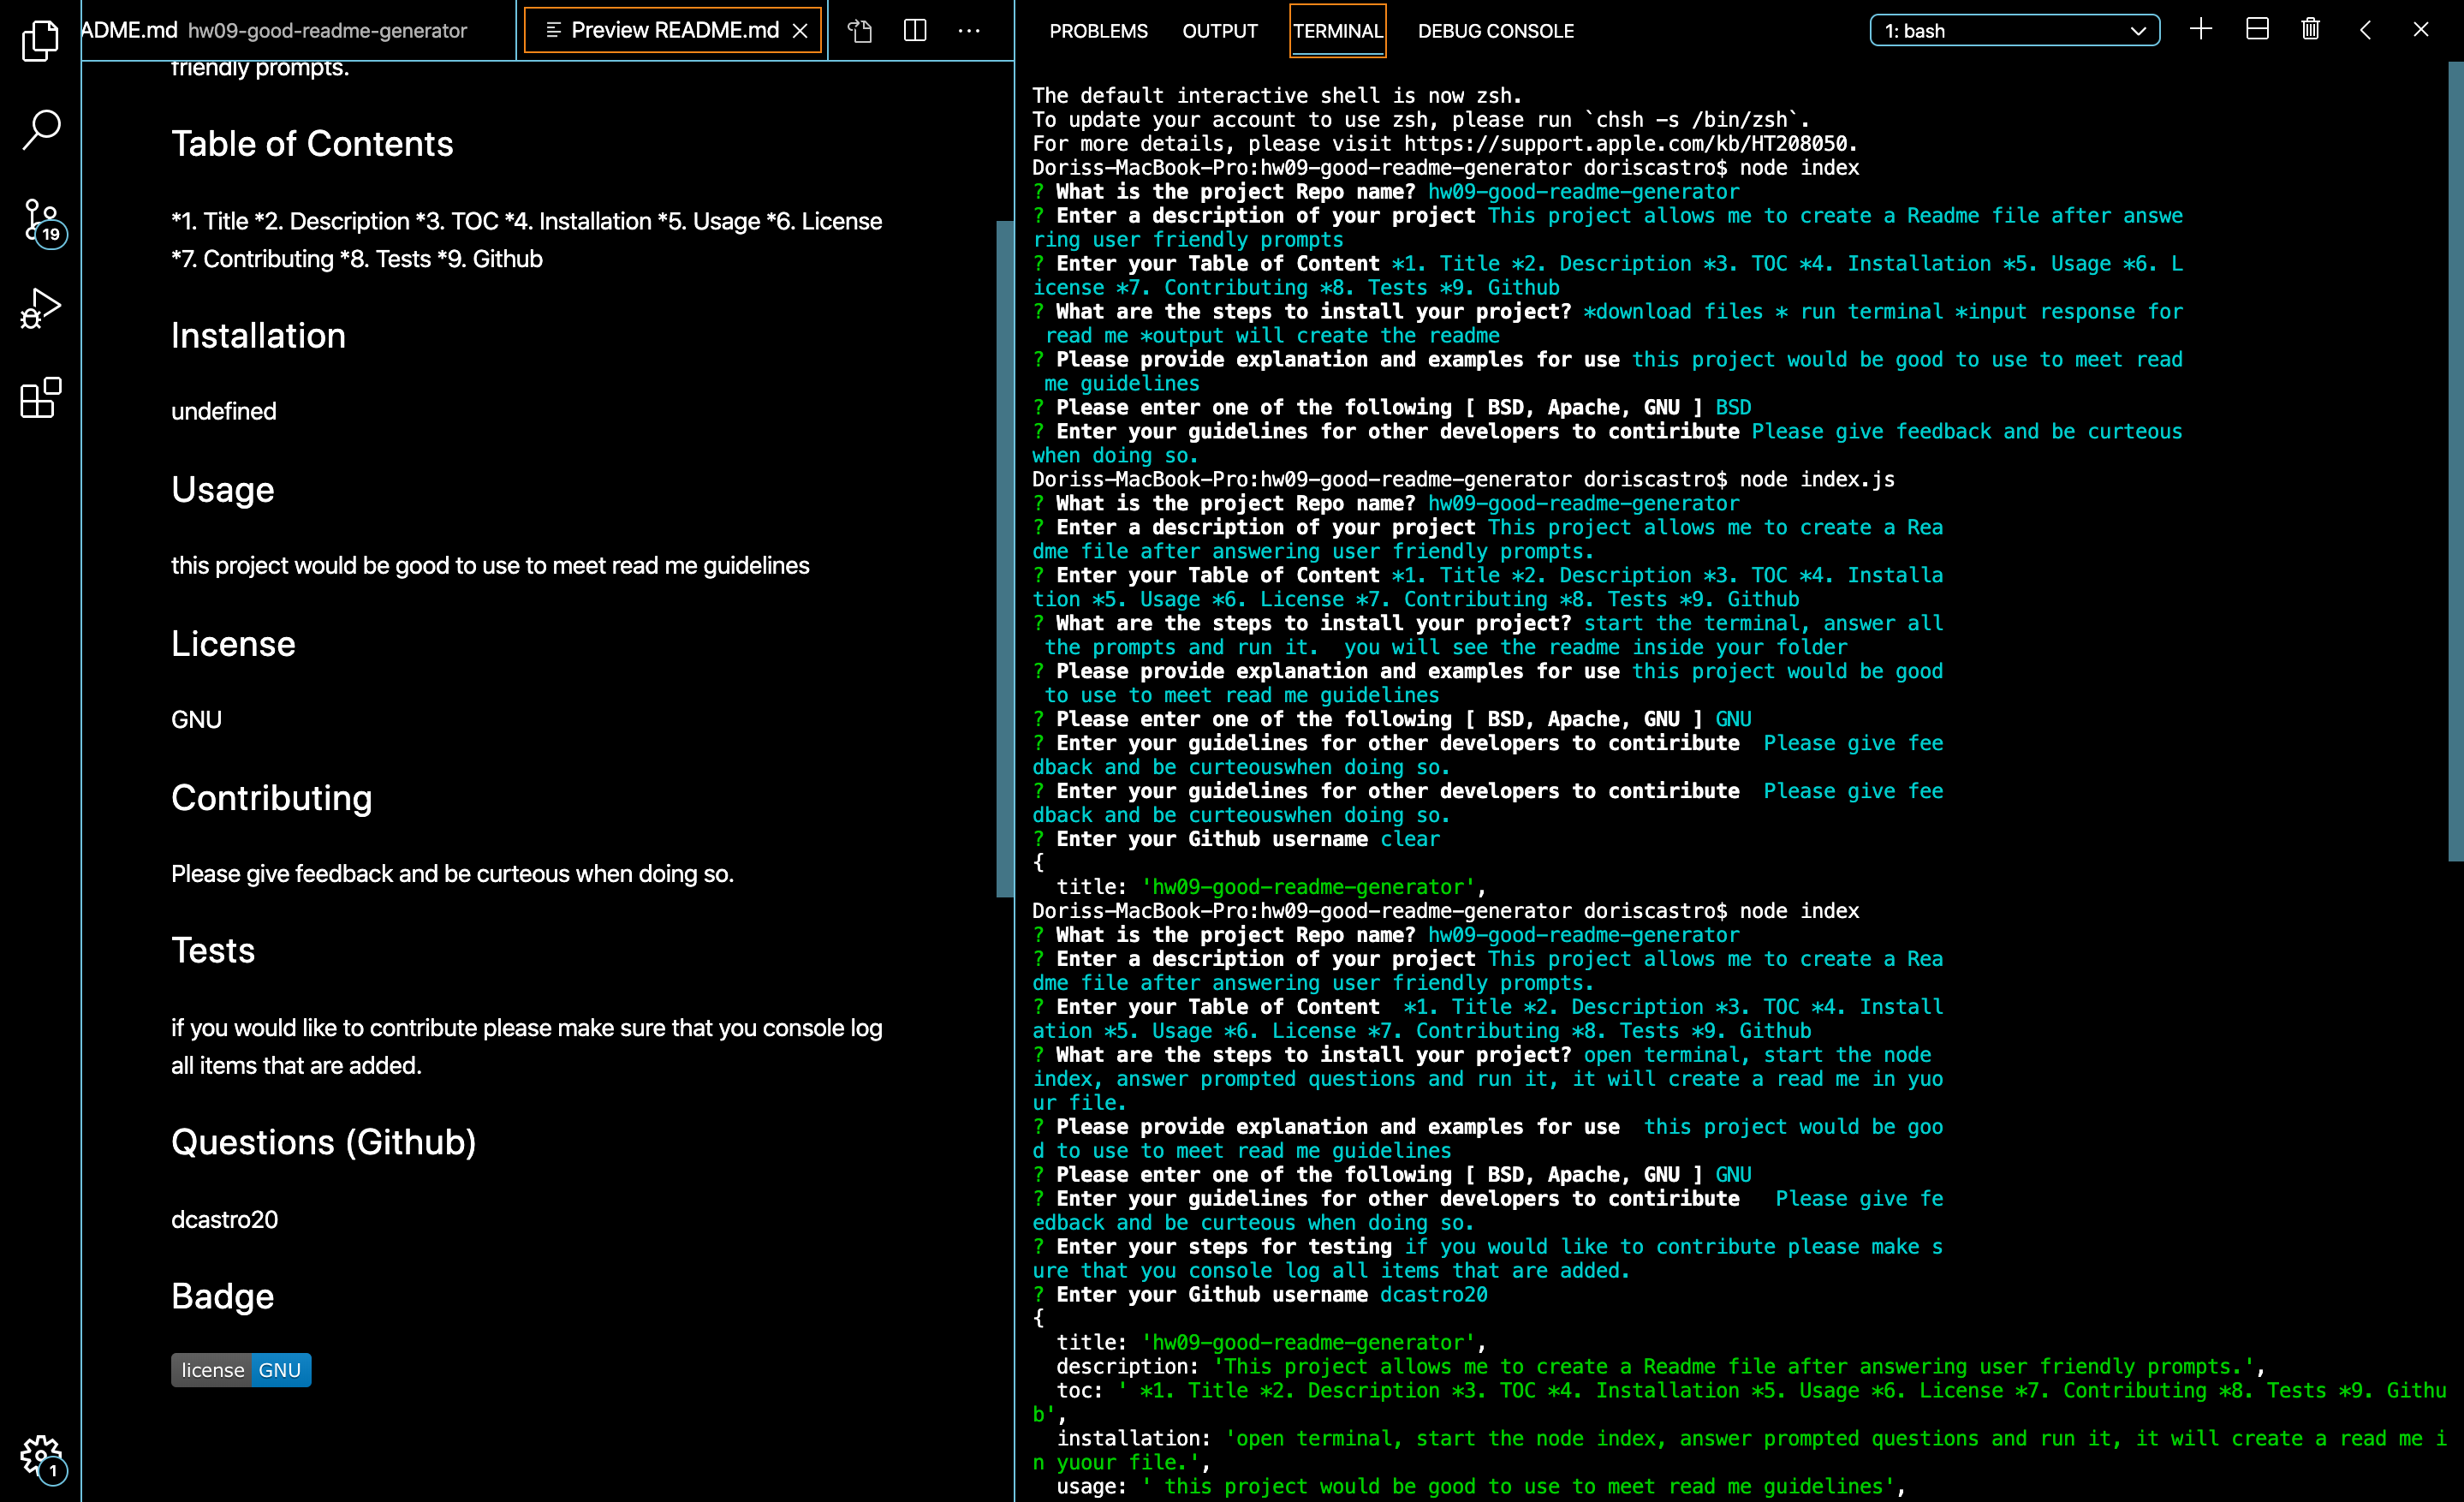 ADME.md hw09-good-readme-generator
Preview README.md
friendly prompts.
Table of Contents
*1. Title *2. Description *3. TOC *4. Installation *5. Usage *6. License
*7. Contributing *8. Tests *9. Github
Installation
undefined
Usage
this project would be good to use to meet read me guidelines
License
GNU
Contributing
Please give feedback and be curteous when doing so.
Tests
if you would like to contribute please make sure that you console log
all items that are added.
Questions (Github)
dcastro20
Badge
license GNU
19
1
PROBLEMS OUTPUT TERMINAL DEBUG CONSOLE
1: bash
The default interactive shell is now zsh.
To update your account to use zsh, please run `chsh -s /bin/zsh`.
For more details, please visit https://support.apple.com/kb/HT208050.
Doriss-MacBook-Pro:hw09-good-readme-generator doriscastro$ node index
? What is the project Repo name? hw09-good-readme-generator
? Enter a description of your project This project allows me to create a Readme file after answe
ring user friendly prompts
? Enter your Table of Content *1. Title *2. Description *3. TOC *4. Installation *5. Usage *6. L
icense *7. Contributing *8. Tests *9. Github
? What are the steps to install your project? *download files * run terminal *input response for
read me *output will create the readme
? Please provide explanation and examples for use this project would be good to use to meet read
me guidelines
? Please enter one of the following [ BSD, Apache, GNU ] BSD
? Enter your guidelines for other developers to contiribute Please give feedback and be curteous
when doing so.
Doriss-MacBook-Pro:hw09-good-readme-generator doriscastro$ node index.js
? What is the project Repo name? hw09-good-readme-generator
? Enter a description of your project This project allows me to create a Rea
dme file after answering user friendly prompts.
? Enter your Table of Content *1. Title *2. Description *3. TOC *4. Installa
tion *5. Usage *6. License *7. Contributing *8. Tests *9. Github
? What are the steps to install your project? start the terminal, answer all
the prompts and run it.  you will see the readme inside your folder
? Please provide explanation and examples for use this project would be good
to use to meet read me guidelines
? Please enter one of the following [ BSD, Apache, GNU ] GNU
? Enter your guidelines for other developers to contiribute  Please give fee
dback and be curteouswhen doing so.
? Enter your guidelines for other developers to contiribute  Please give fee
dback and be curteouswhen doing so.
? Enter your Github username clear
{
title: 'hw09-good-readme-generator',
Doriss-MacBook-Pro:hw09-good-readme-generator doriscastro$ node index
? What is the project Repo name? hw09-good-readme-generator
? Enter a description of your project This project allows me to create a Rea
dme file after answering user friendly prompts.
? Enter your Table of Content  *1. Title *2. Description *3. TOC *4. Install
ation *5. Usage *6. License *7. Contributing *8. Tests *9. Github
? What are the steps to install your project? open terminal, start the node
index, answer prompted questions and run it, it will create a read me in yuo
ur file.
? Please provide explanation and examples for use  this project would be goo
d to use to meet read me guidelines
? Please enter one of the following [ BSD, Apache, GNU ] GNU
? Enter your guidelines for other developers to contiribute   Please give fe
edback and be curteous when doing so.
? Enter your steps for testing if you would like to contribute please make s
ure that you console log all items that are added.
? Enter your Github username dcastro20
{
title: 'hw09-good-readme-generator',
description: 'This project allows me to create a Readme file after answering user friendly prompts.',
toc: ' *1. Title *2. Description *3. TOC *4. Installation *5. Usage *6. License *7. Contributing *8. Tests *9. Githu
b',
installation: 'open terminal, start the node index, answer prompted questions and run it, it will create a read me i
n yuour file.',
usage: ' this project would be good to use to meet read me guidelines',